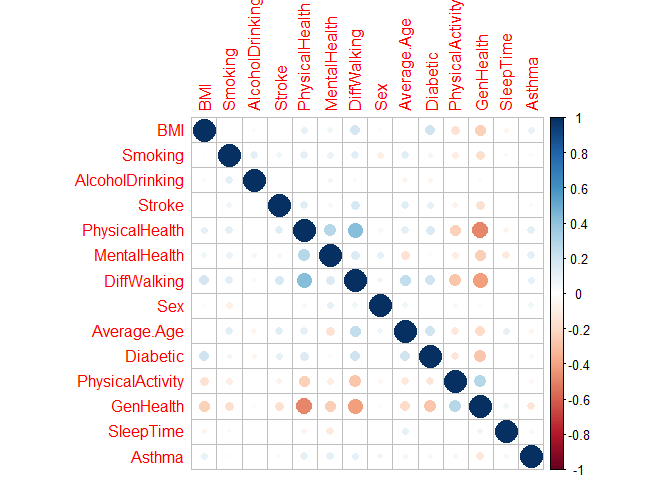 BMI
Smoking
AlcoholDrinking
Stroke
PhysicalHealth
MentalHealth
DiffWalking
Sex
Average.Age
Diabetic
PhysicalActivity
GenHealth
SleepTime
Asthma
BMI
Smoking
AlcoholDrinking
Stroke
PhysicalHealth
MentalHealth
DiffWalking
Sex
Average.Age
Diabetic
PhysicalActivity
GenHealth
SleepTime
Asthma
1
0.8
0.6
0.4
0.2
0
-0.2
-0.4
-0.6
-0.8
-1